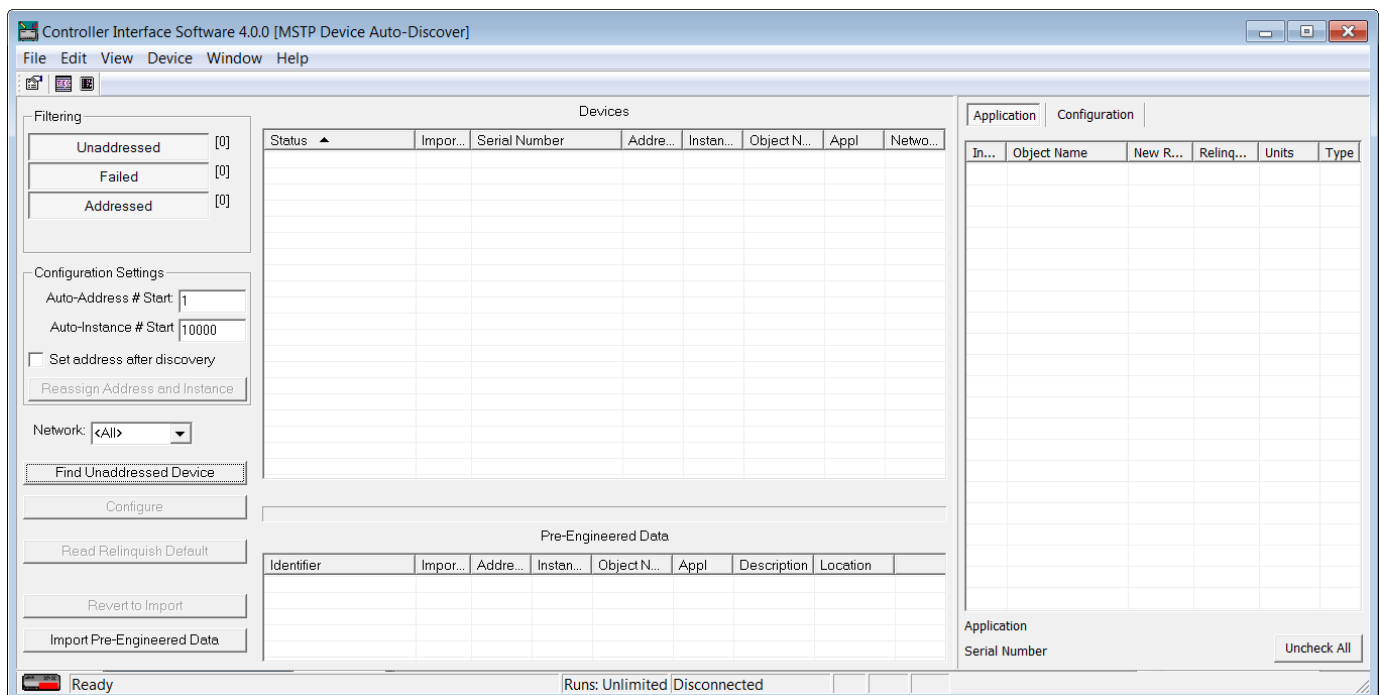 Controller Interface Software 4.0.0 [MSTP Device Auto-Discover]
File Edit View Device Window Help
Filtering
Unaddressed [0]
Failed [0]
Addressed [0]
Configuration Settings
Auto-Address # Start: 1
Auto-Instance # Start 10000
Set address after discovery
Reassign Address and Instance
Network: <All>
Find Unaddressed Device
Configure
Read Relinquish Default
Revert to Import
Import Pre-Engineered Data
Devices
Status Impor... Serial Number Addre... Instan... Object N... Appl Netwo...
Pre-Engineered Data
Identifier Impor... Addre... Instan... Object N... Appl Description Location
Application Configuration
In... Object Name New R... Relinq... Units Type
Application
Serial Number
Uncheck All
Ready Runs: Unlimited Disconnected